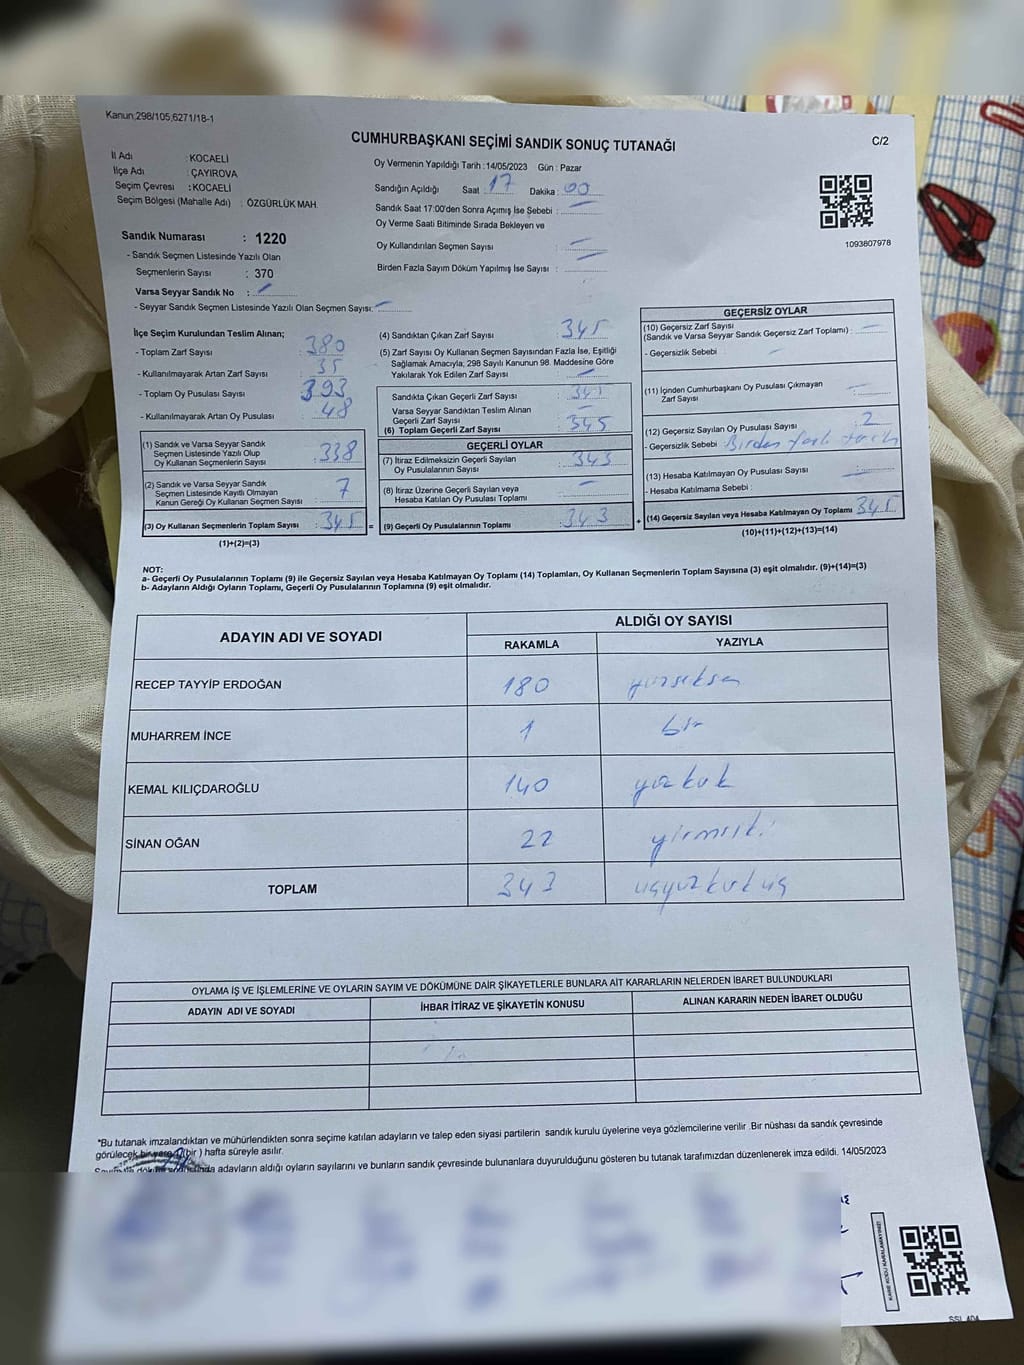 Kanun,298/105,6271/18-1
CUMHURBAŞKANI SEÇİMİ SANDIK SONUÇ TUTANAĞI
C/2
İl Adı : KOCAELİ
İlçe Adı : ÇAYIROVA
Seçim Çevresi : KOCAELİ
Seçim Bölgesi (Mahalle Adı) : ÖZGÜRLÜK MAH.
Oy Vermenin Yapıldığı Tarih :14/05/2023 Gün : Pazar
Sandığın Açıldığı Saat : 17 Dakika : 00
Sandık Saat 17:00'den Sonra Açımış İse Sebebi :
Oy Verme Saati Bitiminde Sırada Bekleyen ve
Oy Kullandırılan Seçmen Sayısı :
Birden Fazla Sayım Döküm Yapılmış İse Sayısı :
1093807978
Sandık Numarası : 1220
- Sandık Seçmen Listesinde Yazılı Olan
Seçmenlerin Sayısı : 370
Varsa Seyyar Sandık No :
- Seyyar Sandık Seçmen Listesinde Yazılı Olan Seçmen Sayısı:
İlçe Seçim Kurulundan Teslim Alınan;
- Toplam Zarf Sayısı : 380
- Kullanılmayarak Artan Zarf Sayısı : 35
- Toplam Oy Pusulası Sayısı : 393
- Kullanılmayarak Artan Oy Pusulası : 48
(1) Sandık ve Varsa Seyyar Sandık
Seçmen Listesinde Yazılı Olup
Oy Kullanan Seçmenlerin Sayısı : 338
(2) Sandık ve Varsa Seyyar Sandık
Seçmen Listesinde Kayıtlı Olmayan
Kanun Gereği Oy Kullanan Seçmen Sayısı : 7
(3) Oy Kullanan Seçmenlerin Toplam Sayısı : 345 =
(1)+(2)=(3)
(4) Sandıktan Çıkan Zarf Sayısı : 345
(5) Zarf Sayısı Oy Kullanan Seçmen Sayısından Fazla İse, Eşitliği
Sağlamak Amacıyla, 298 Sayılı Kanunun 98. Maddesine Göre
Yakılarak Yok Edilen Zarf Sayısı :
Sandıkta Çıkan Geçerli Zarf Sayısı : 345
Varsa Seyyar Sandıktan Teslim Alınan
Geçerli Zarf Sayısı :
(6) Toplam Geçerli Zarf Sayısı : 345
GEÇERLİ OYLAR
(7) İtiraz Edilmeksizin Geçerli Sayılan
Oy Pusulalarının Sayısı : 343
(8) İtiraz Üzerine Geçerli Sayılan veya
Hesaba Katılan Oy Pusulası Toplamı :
(9) Geçerli Oy Pusulalarının Toplamı : 343 +
GEÇERSİZ OYLAR
(10) Geçersiz Zarf Sayısı
(Sandık ve Varsa Seyyar Sandık Geçersiz Zarf Toplamı) :
- Geçersizlik Sebebi :
(11) İçinden Cumhurbaşkanı Oy Pusulası Çıkmayan
Zarf Sayısı :
(12) Geçersiz Sayılan Oy Pusulası Sayısı : 2
- Geçersizlik Sebebi : Birden fazla tercih
(13) Hesaba Katılmayan Oy Pusulası Sayısı :
- Hesaba Katılmama Sebebi :
(14) Geçersiz Sayılan veya Hesaba Katılmayan Oy Toplamı : 345
(10)+(11)+(12)+(13)=(14)
NOT:
a- Geçerli Oy Pusulalarının Toplamı (9) ile Geçersiz Sayılan veya Hesaba Katılmayan Oy Toplamı (14) Toplamları, Oy Kullanan Seçmenlerin Toplam Sayısına (3) eşit olmalıdır. (9)+(14)=(3)
b- Adayların Aldığı Oyların Toplamı, Geçerli Oy Pusulalarının Toplamına (9) eşit olmalıdır.
ADAYIN ADI VE SOYADI
ALDIĞI OY SAYISI
RAKAMLA YAZIYLA
RECEP TAYYİP ERDOĞAN 180 yüzseksen
MUHARREM İNCE 1 bir
KEMAL KILIÇDAROĞLU 140 yüzkırk
SİNAN OĞAN 22 yirmiiki
TOPLAM 343 üçyüzkırküç
OYLAMA İŞ VE İŞLEMLERİNE VE OYLARIN SAYIM VE DÖKÜMÜNE DAİR ŞİKAYETLERLE BUNLARA AİT KARARLARIN NELERDEN İBARET BULUNDUKLARI
ADAYIN ADI VE SOYADI İHBAR İTİRAZ VE ŞİKAYETİN KONUSU ALINAN KARARIN NEDEN İBARET OLDUĞU
*Bu tutanak imzalandıktan ve mühürlendikten sonra seçime katılan adayların ve talep eden siyasi partilerin sandık kurulu üyelerine veya gözlemcilerine verilir .Bir nüshası da sandık çevresinde
görülecek bir yere (bir ) hafta süreyle asılır.
adayların aldığı oyların sayılarını ve bunların sandık çevresinde bulunanlara duyurulduğunu gösteren bu tutanak tarafımızdan düzenlenerek imza edildi. 14/05/2023